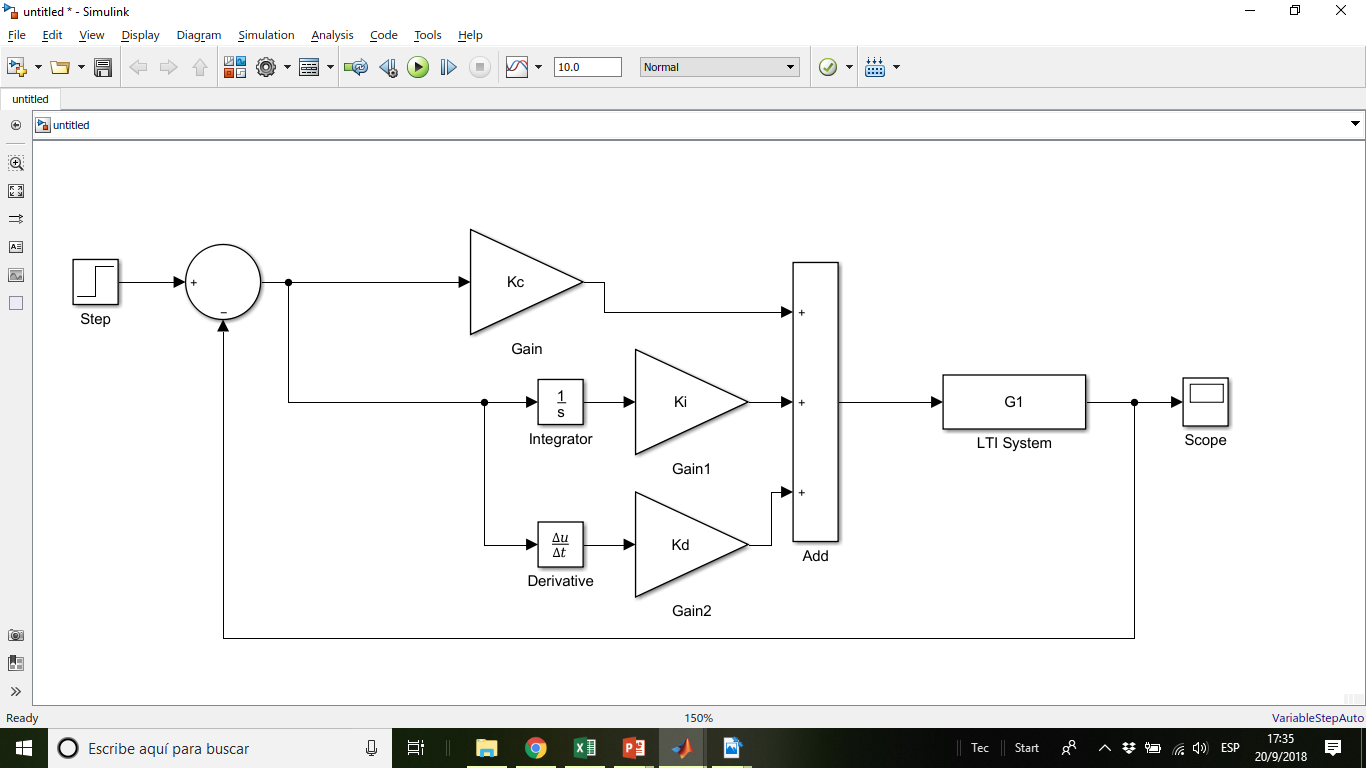 untitled * - Simulink
File Edit View Display Diagram Simulation Analysis Code Tools Help
10.0 Normal
untitled
untitled
Step
+
−
Kc
Gain
1
s
Integrator
Ki
Gain1
Δu
Δt
Derivative
Kd
Gain2
+
+
+
Add
G1
LTI System
Scope
Ready 150% VariableStepAuto
Escribe aquí para buscar
Tec Start ESP
17:35
20/9/2018